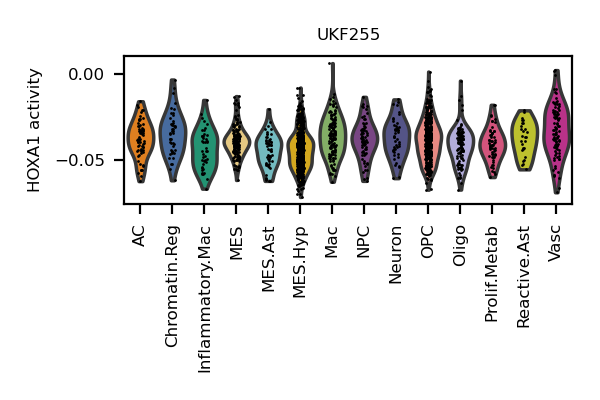 UKF255
HOXA1 activity
0.00
−0.05
AC
Chromatin.Reg
Inflammatory.Mac
MES
MES.Ast
MES.Hyp
Mac
NPC
Neuron
OPC
Oligo
Prolif.Metab
Reactive.Ast
Vasc